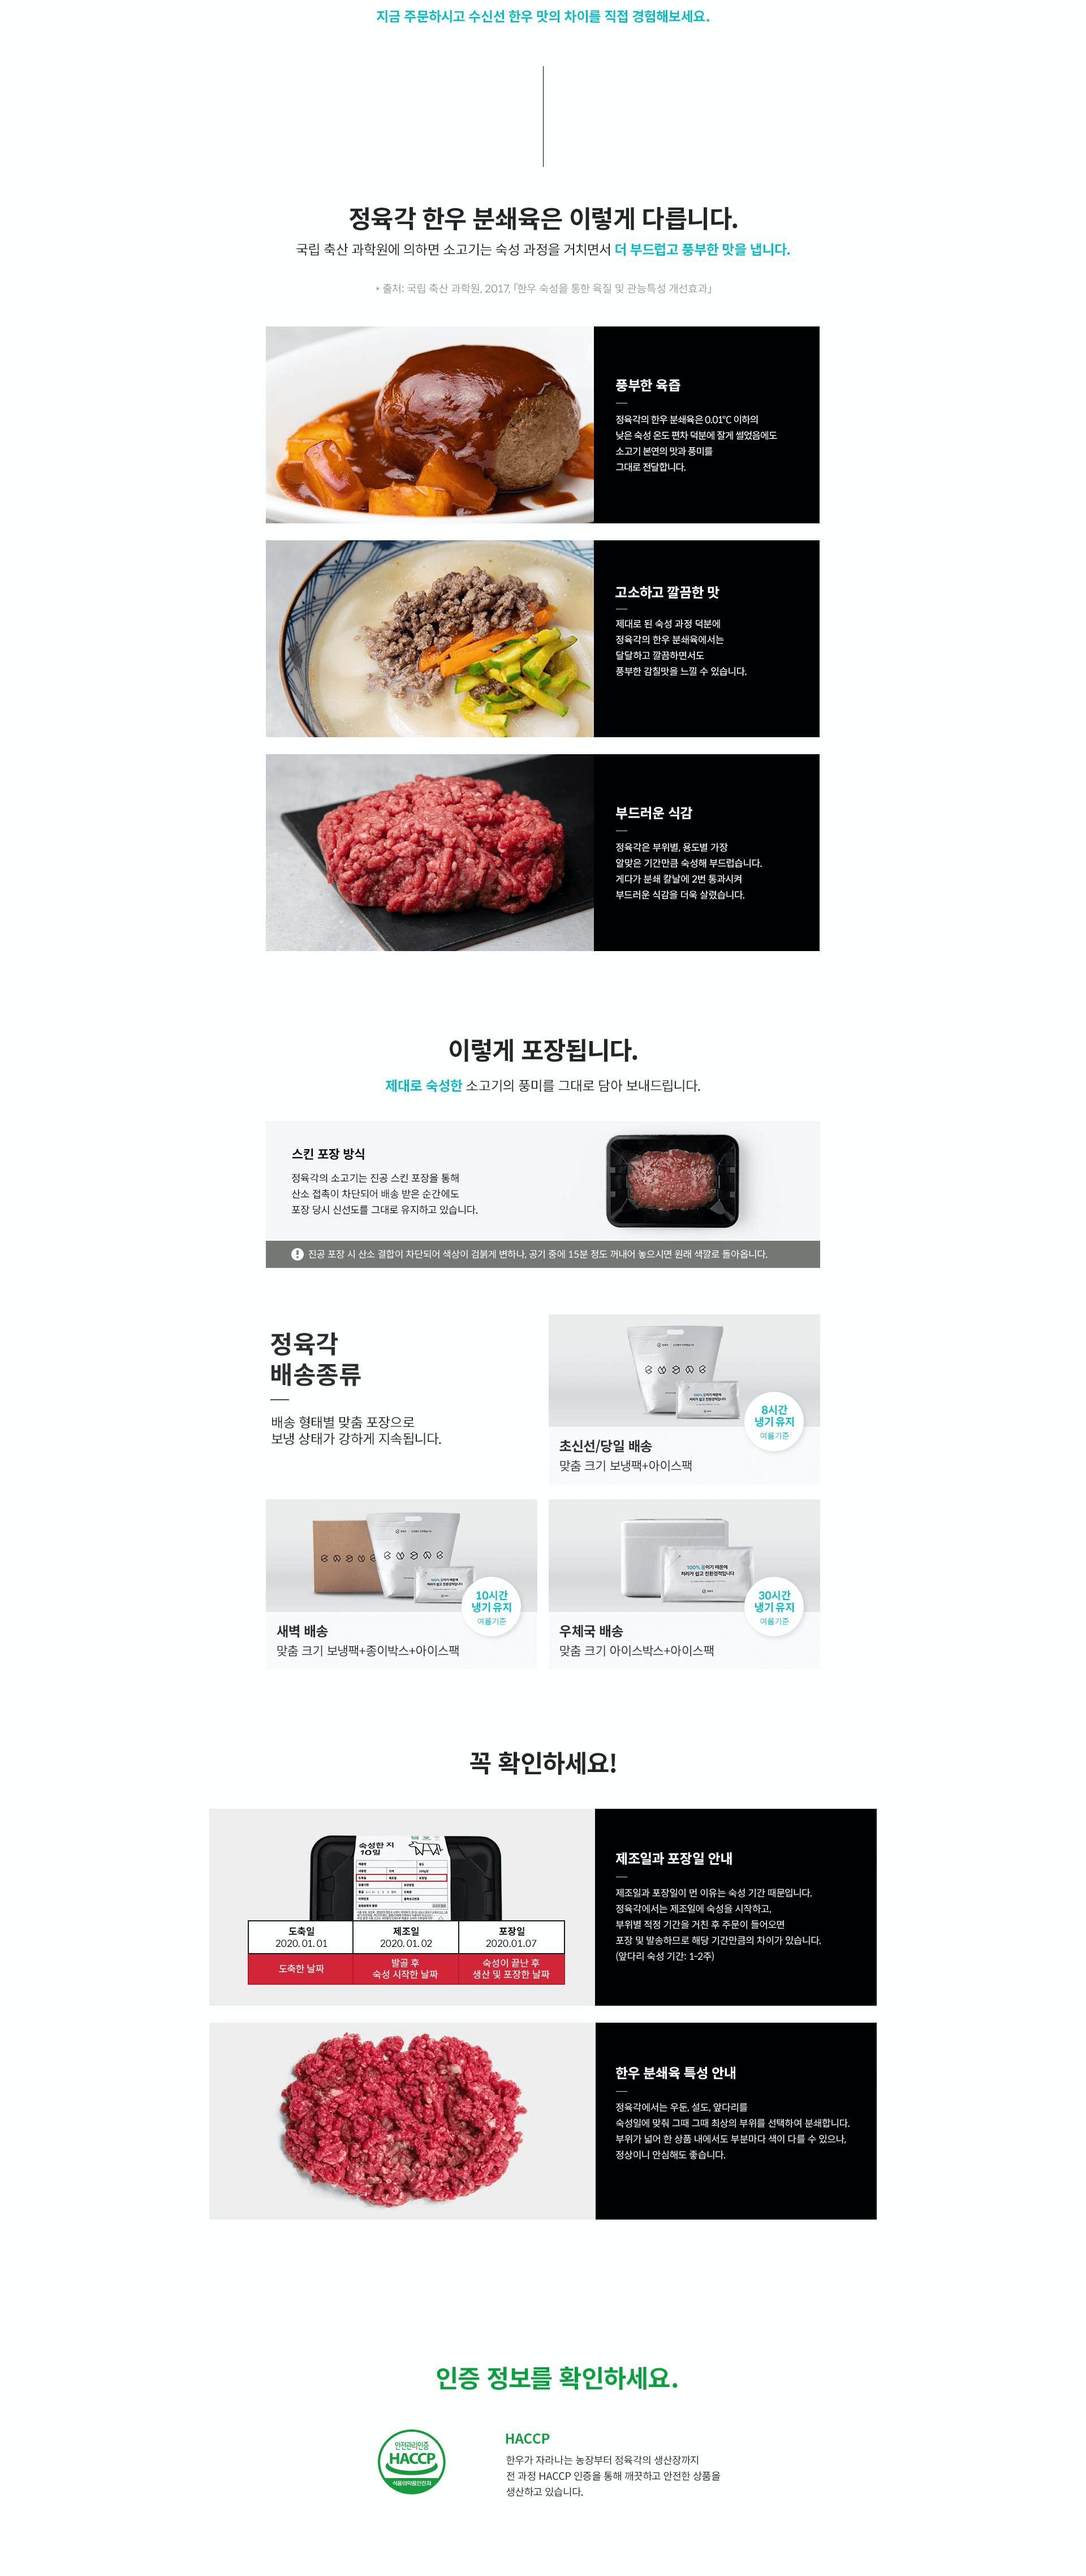 지금 주문하시고 수신선 한우 맛의 차이를 직접 경험해보세요.
정육각 한우 분쇄육은 이렇게 다릅니다.
국립 축산 과학원에 의하면 소고기는 숙성 과정을 거치면서 더 부드럽고 풍부한 맛을 냅니다.
* 출처: 국립 축산 과학원, 2017, 「한우 숙성을 통한 육질 및 관능특성 개선효과」
풍부한 육즙
정육각의 한우 분쇄육은 0.01℃ 이하의
낮은 숙성 온도 편차 덕분에 잘게 썰었음에도
소고기 본연의 맛과 풍미를
그대로 전달합니다.
고소하고 깔끔한 맛
제대로 된 숙성 과정 덕분에
정육각의 한우 분쇄육에서는
달달하고 깔끔하면서도
풍부한 감칠맛을 느낄 수 있습니다.
부드러운 식감
정육각은 부위별, 용도별 가장
알맞은 기간만큼 숙성해 부드럽습니다.
게다가 분쇄 칼날에 2번 통과시켜
부드러운 식감을 더욱 살렸습니다.
이렇게 포장됩니다.
제대로 숙성한 소고기의 풍미를 그대로 담아 보내드립니다.
스킨 포장 방식
정육각의 소고기는 진공 스킨 포장을 통해
산소 접촉이 차단되어 배송 받은 순간에도
포장 당시 신선도를 그대로 유지하고 있습니다.
진공 포장 시 산소 결합이 차단되어 색상이 검붉게 변하나, 공기 중에 15분 정도 꺼내어 놓으시면 원래 색깔로 돌아옵니다.
정육각
배송종류
배송 형태별 맞춤 포장으로
보냉 상태가 강하게 지속됩니다.
8시간
냉기 유지
여름기준
초신선/당일 배송
맞춤 크기 보냉팩+아이스팩
10시간
냉기 유지
여름기준
새벽 배송
맞춤 크기 보냉팩+종이박스+아이스팩
100% 물이기 때문에
처리가 쉽고 친환경적입니다
30시간
냉기 유지
여름기준
우체국 배송
맞춤 크기 아이스박스+아이스팩
꼭 확인하세요!
숙성한 지
10일
도축일 제조일 포장일
2020. 01. 01 2020. 01. 02 2020.01.07
도축한 날짜
발골 후
숙성 시작한 날짜
숙성이 끝난 후
생산 및 포장한 날짜
제조일과 포장일 안내
제조일과 포장일이 먼 이유는 숙성 기간 때문입니다.
정육각에서는 제조일에 숙성을 시작하고,
부위별 적정 기간을 거친 후 주문이 들어오면
포장 및 발송하므로 해당 기간만큼의 차이가 있습니다.
(앞다리 숙성 기간: 1-2주)
한우 분쇄육 특성 안내
정육각에서는 우둔, 설도, 앞다리를
숙성일에 맞춰 그때 그때 최상의 부위를 선택하여 분쇄합니다.
부위가 넓어 한 상품 내에서도 부분마다 색이 다를 수 있으나,
정상이니 안심해도 좋습니다.
인증 정보를 확인하세요.
안전관리인증
HACCP
식품의약품안전처
HACCP
한우가 자라나는 농장부터 정육각의 생산장까지
전 과정 HACCP 인증을 통해 깨끗하고 안전한 상품을
생산하고 있습니다.